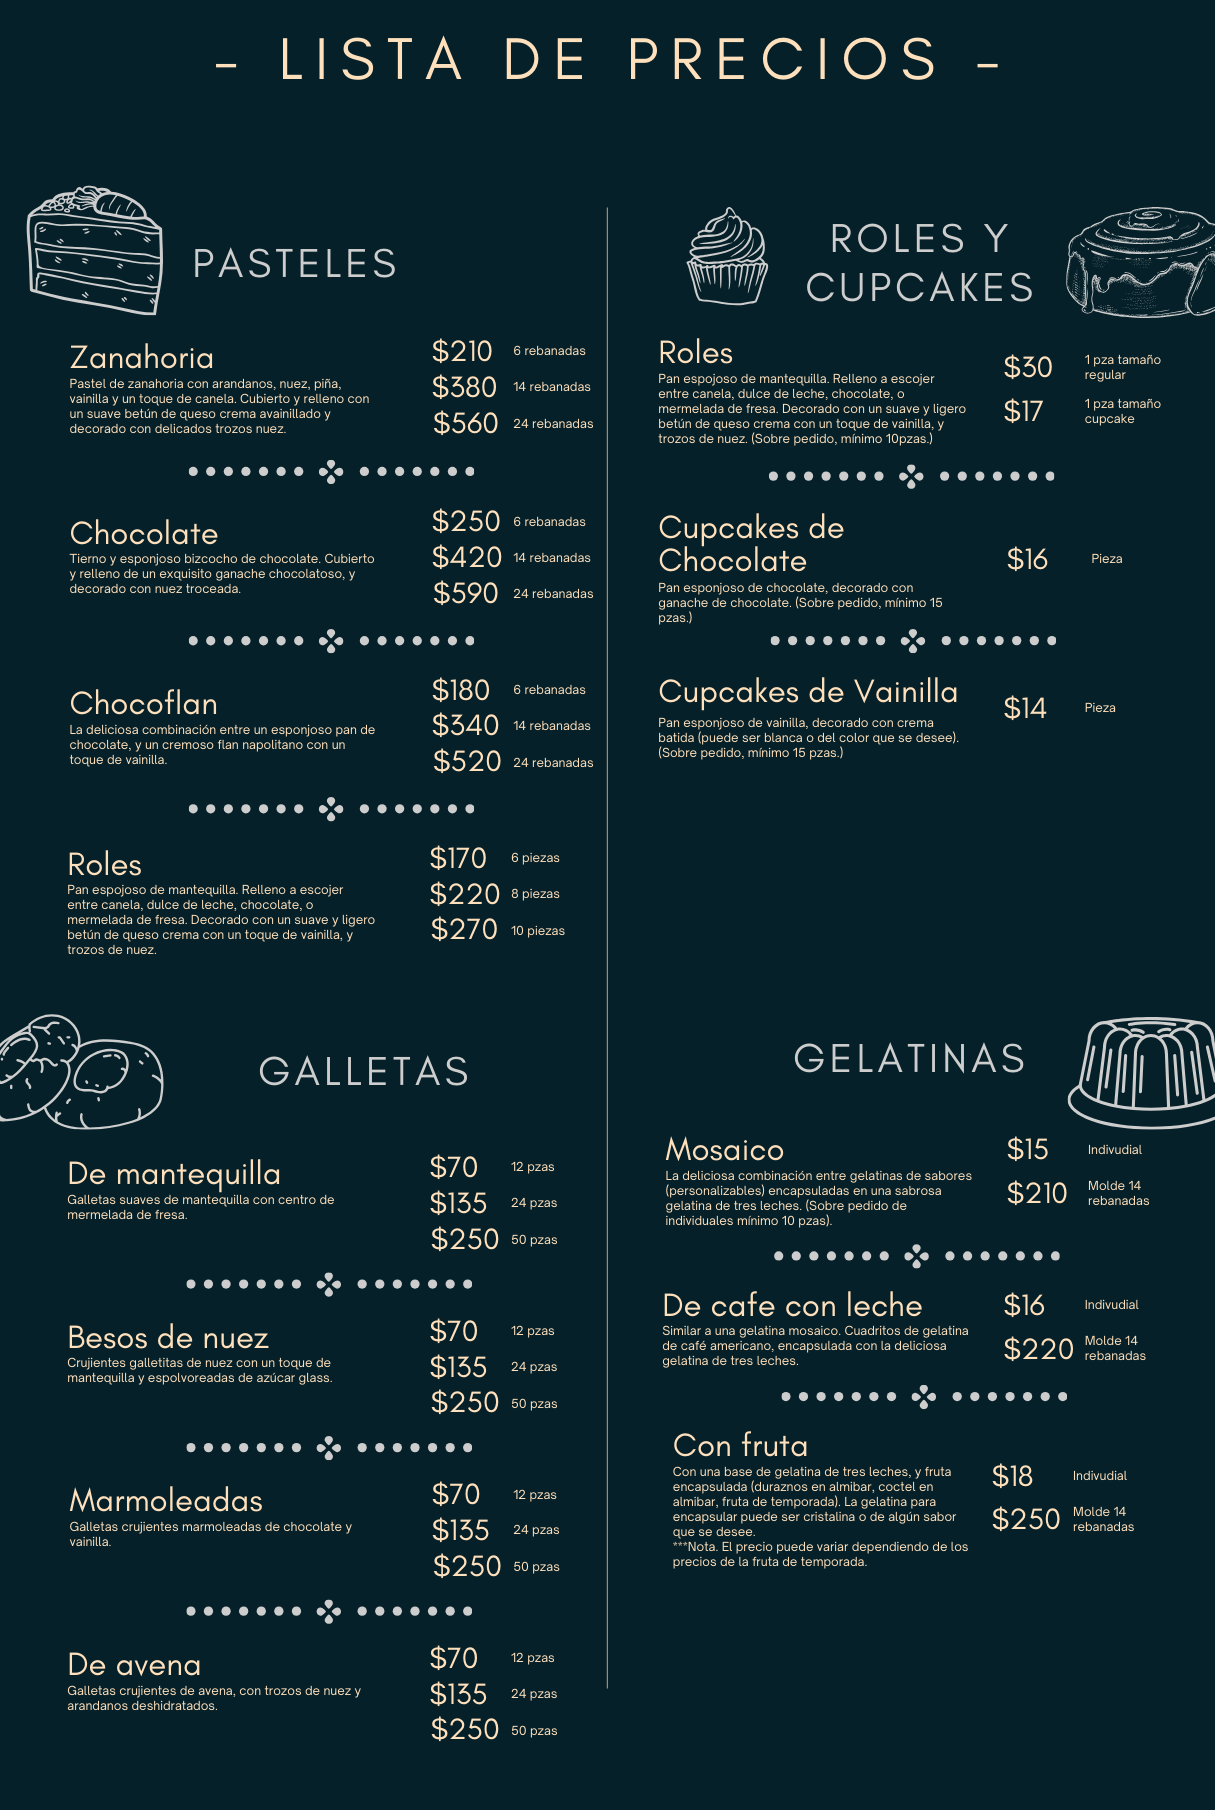 - LISTA DE PRECIOS -
PASTELES
Zanahoria
Pastel de zanahoria con arandanos, nuez, piña,
vainilla y un toque de canela. Cubierto y relleno con
un suave betún de queso crema avainillado y
decorado con delicados trozos nuez.
$210 6 rebanadas
$380 14 rebanadas
$560 24 rebanadas
Chocolate
Tierno y esponjoso bizcocho de chocolate. Cubierto
y relleno de un exquisito ganache chocolatoso, y
decorado con nuez troceada.
$250 6 rebanadas
$420 14 rebanadas
$590 24 rebanadas
Chocoflan
La deliciosa combinación entre un esponjoso pan de
chocolate, y un cremoso flan napolitano con un
toque de vainilla.
$180 6 rebanadas
$340 14 rebanadas
$520 24 rebanadas
Roles
Pan espojoso de mantequilla. Relleno a escojer
entre canela, dulce de leche, chocolate, o
mermelada de fresa. Decorado con un suave y ligero
betún de queso crema con un toque de vainilla, y
trozos de nuez.
$170 6 piezas
$220 8 piezas
$270 10 piezas
GALLETAS
De mantequilla
Galletas suaves de mantequilla con centro de
mermelada de fresa.
$70 12 pzas
$135 24 pzas
$250 50 pzas
Besos de nuez
Crujientes galletitas de nuez con un toque de
mantequilla y espolvoreadas de azúcar glass.
$70 12 pzas
$135 24 pzas
$250 50 pzas
Marmoleadas
Galletas crujientes marmoleadas de chocolate y
vainilla.
$70 12 pzas
$135 24 pzas
$250 50 pzas
De avena
Galletas crujientes de avena, con trozos de nuez y
arandanos deshidratados.
$70 12 pzas
$135 24 pzas
$250 50 pzas
ROLES Y
CUPCAKES
Roles
Pan espojoso de mantequilla. Relleno a escojer
entre canela, dulce de leche, chocolate, o
mermelada de fresa. Decorado con un suave y ligero
betún de queso crema con un toque de vainilla, y
trozos de nuez. (Sobre pedido, mínimo 10pzas.)
$30 1 pza tamaño
regular
$17 1 pza tamaño
cupcake
Cupcakes de
Chocolate
Pan esponjoso de chocolate, decorado con
ganache de chocolate. (Sobre pedido, mínimo 15
pzas.)
$16 Pieza
Cupcakes de Vainilla
Pan esponjoso de vainilla, decorado con crema
batida (puede ser blanca o del color que se desee).
(Sobre pedido, mínimo 15 pzas.)
$14 Pieza
GELATINAS
Mosaico
La deliciosa combinación entre gelatinas de sabores
(personalizables) encapsuladas en una sabrosa
gelatina de tres leches. (Sobre pedido de
individuales mínimo 10 pzas).
$15 Indivudial
$210 Molde 14
rebanadas
De cafe con leche
Similar a una gelatina mosaico. Cuadritos de gelatina
de café americano, encapsulada con la deliciosa
gelatina de tres leches.
$16 Indivudial
$220 Molde 14
rebanadas
Con fruta
Con una base de gelatina de tres leches, y fruta
encapsulada (duraznos en almibar, coctel en
almibar, fruta de temporada). La gelatina para
encapsular puede ser cristalina o de algún sabor
que se desee.
***Nota. El precio puede variar dependiendo de los
precios de la fruta de temporada.
$18 Indivudial
$250 Molde 14
rebanadas